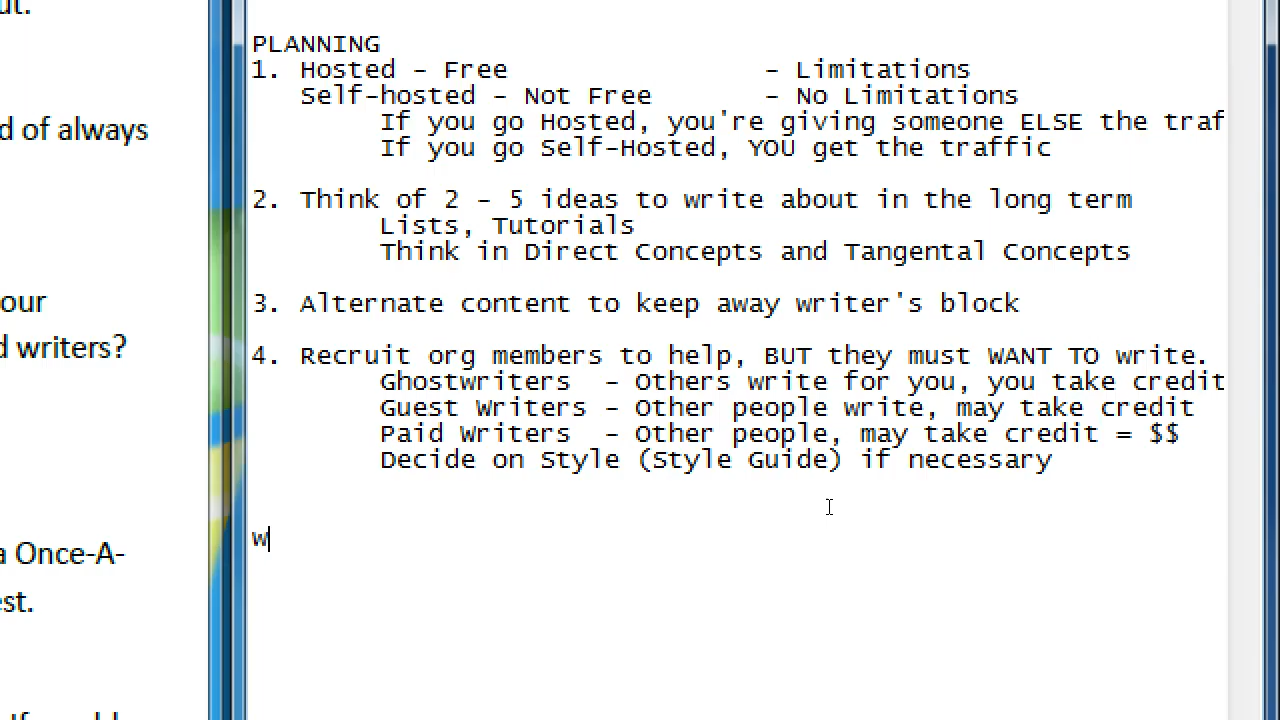 ut.
d of always
our
d writers?
a Once-A-
est.
PLANNING
1. Hosted - Free - Limitations
Self-hosted - Not Free - No Limitations
If you go Hosted, you're giving someone ELSE the traf
If you go Self-Hosted, YOU get the traffic
2. Think of 2 - 5 ideas to write about in the long term
Lists, Tutorials
Think in Direct Concepts and Tangental Concepts
3. Alternate content to keep away writer's block
4. Recruit org members to help, BUT they must WANT TO write.
Ghostwriters - Others write for you, you take credit
Guest Writers - Other people write, may take credit
Paid Writers - Other people, may take credit = $$
Decide on Style (Style Guide) if necessary
w